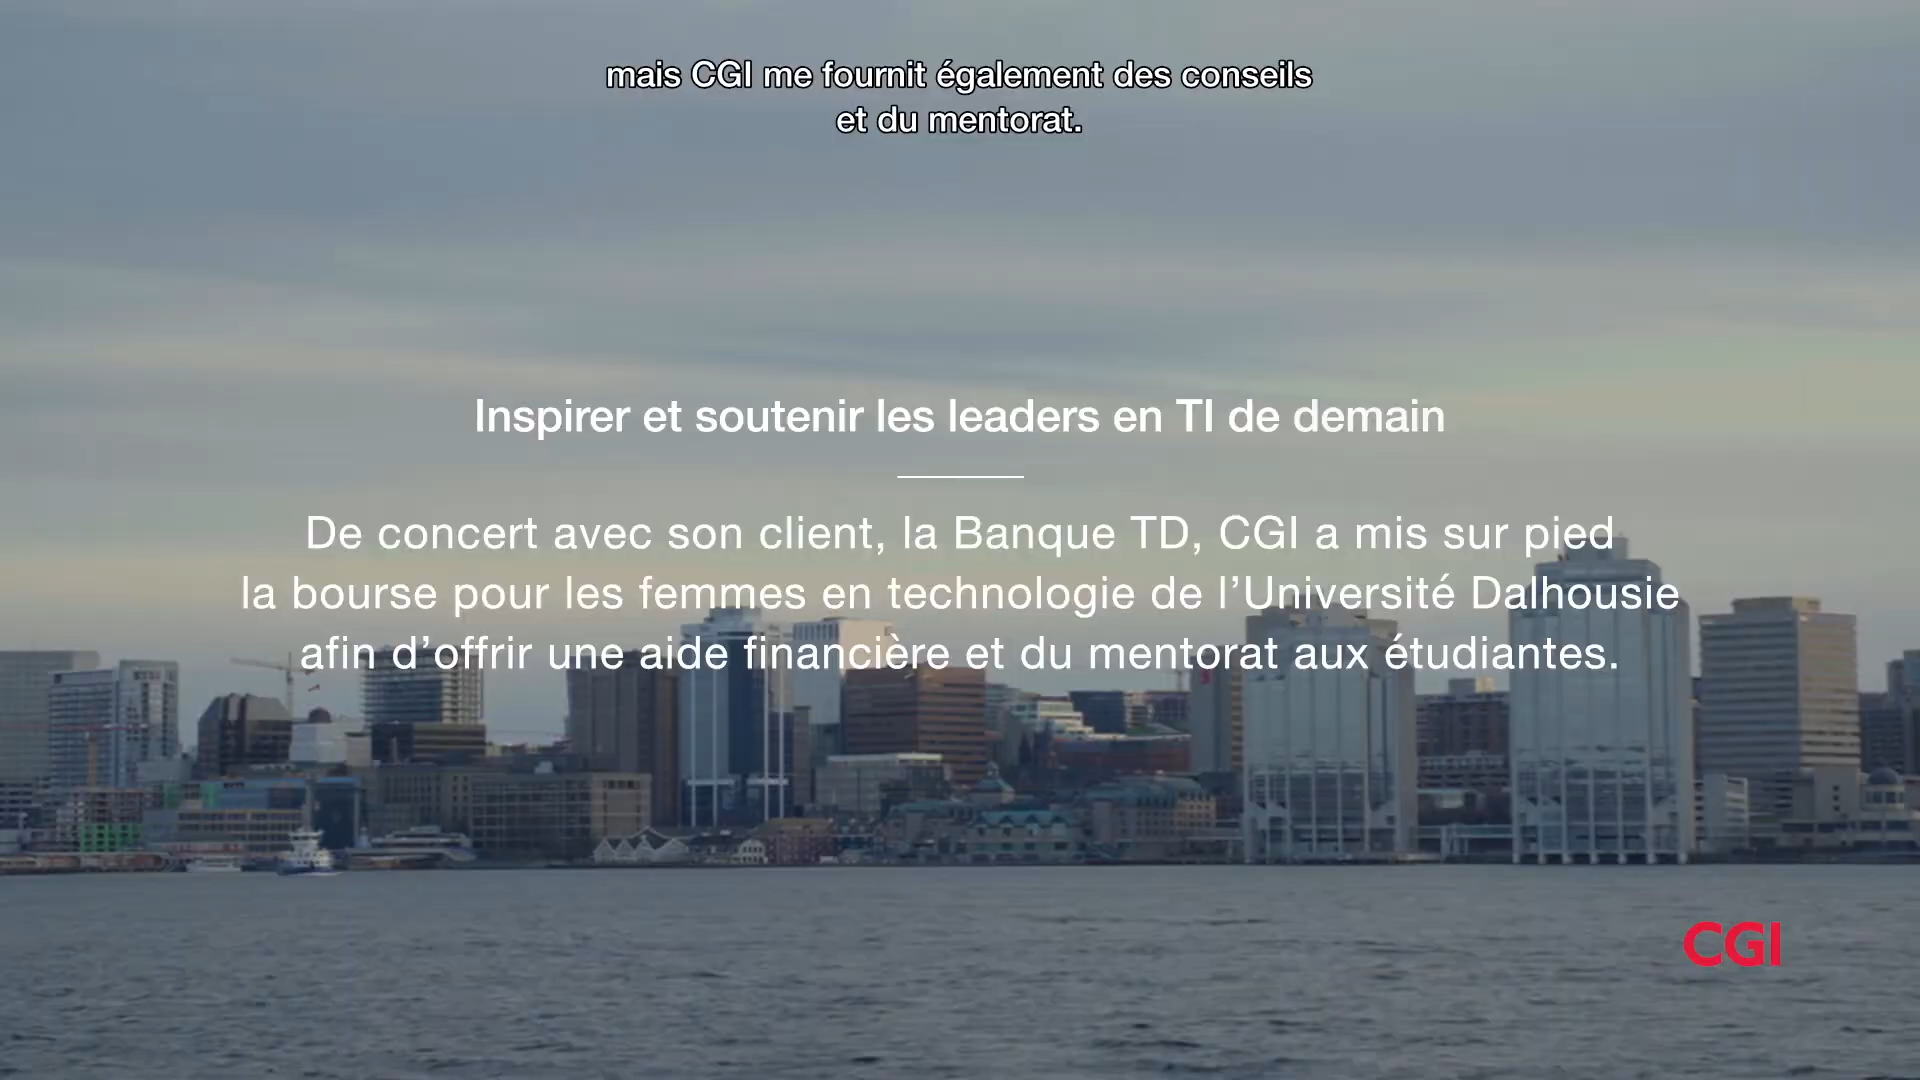 mais CGI me fournit également des conseils
et du mentorat.
Inspirer et soutenir les leaders en TI de demain
De concert avec son client, la Banque TD, CGI a mis sur pied
la bourse pour les femmes en technologie de l’Université Dalhousie
afin d’offrir une aide financière et du mentorat aux étudiantes.
CGI